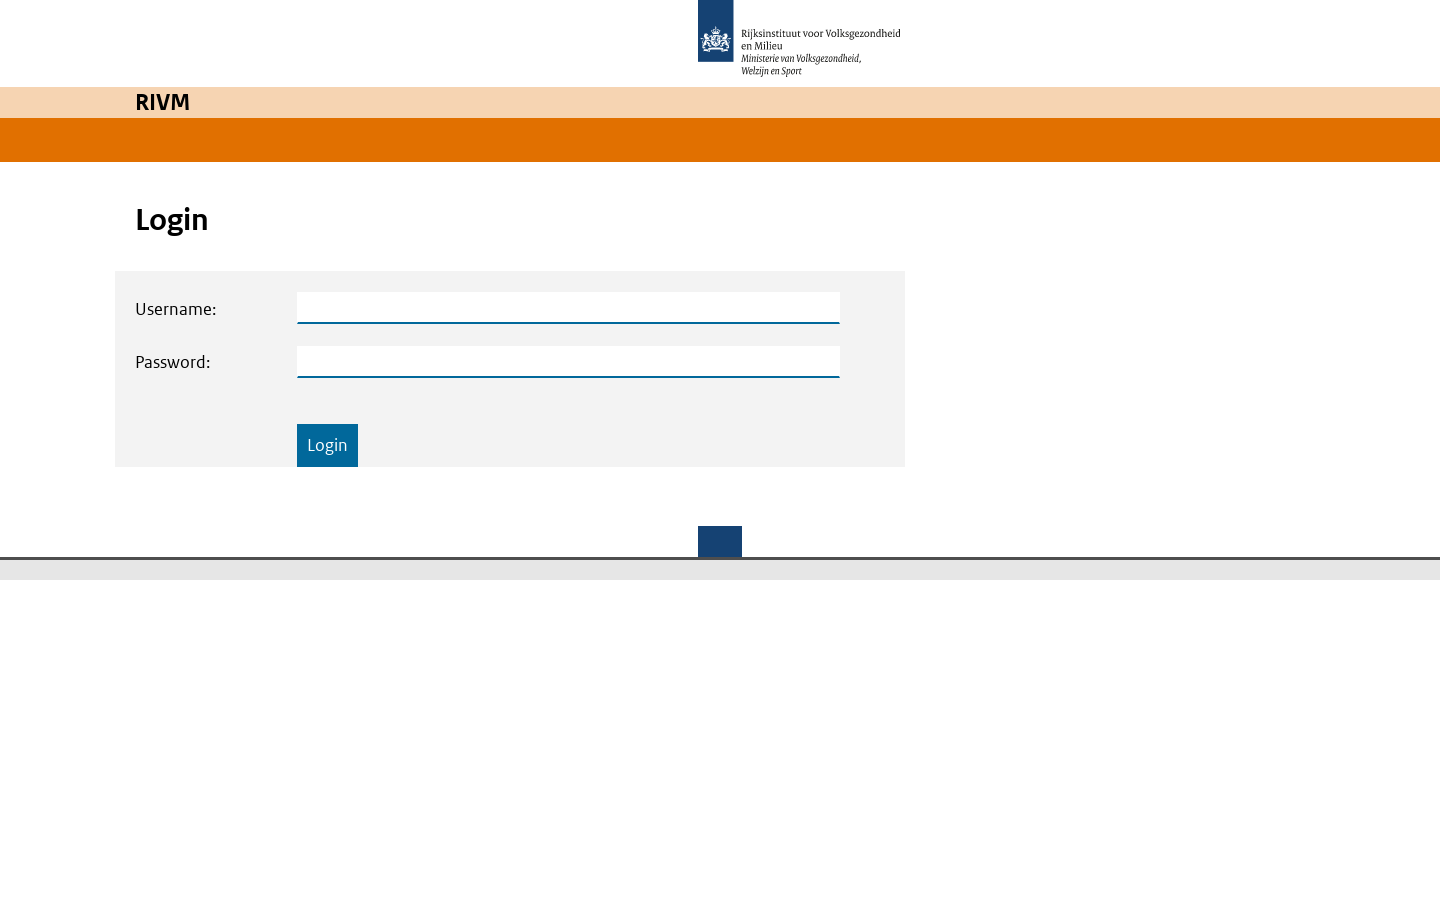 Rijksinstituut voor Volksgezondheid
en Milieu
Ministerie van Volksgezondheid,
Welzijn en Sport
RIVM
Login
Username:
Password:
Login